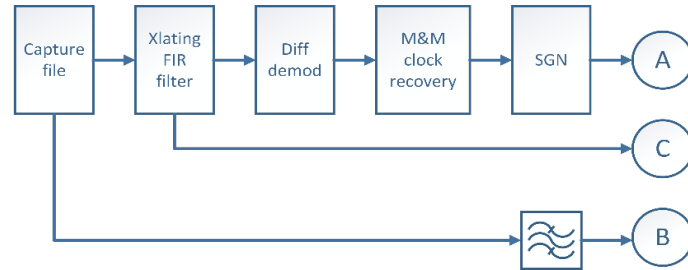 Capture
file
Xlating
FIR
filter
Diff
demod
M&M
clock
recovery
SGN
A
C
B